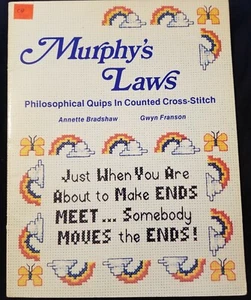 Murphy's
Laws
Philosophical Quips In Counted Cross-Stitch
Annette Bradshaw Gwyn Franson
Just When You Are
About to Make ENDS
MEET... Somebody
MOVES the ENDS!